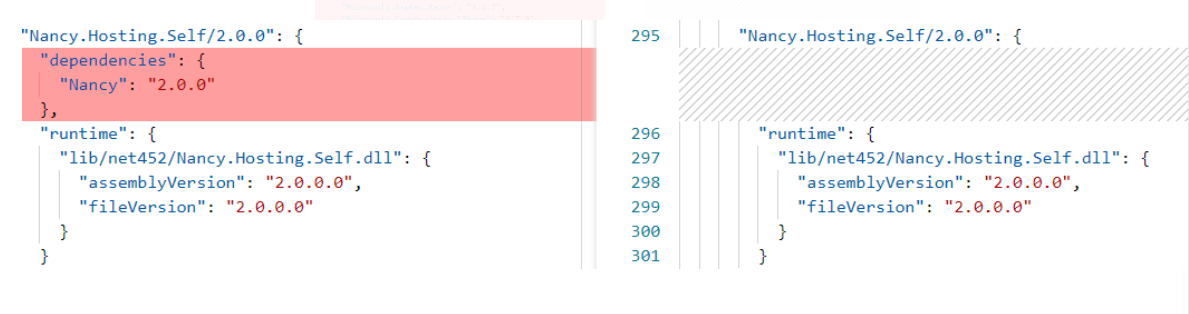 "Nancy.Hosting.Self/2.0.0": {
"dependencies": {
"Nancy": "2.0.0"
},
"runtime": {
"lib/net452/Nancy.Hosting.Self.dll": {
"assemblyVersion": "2.0.0.0",
"fileVersion": "2.0.0.0"
}
}
295 "Nancy.Hosting.Self/2.0.0": {
296 "runtime": {
297 "lib/net452/Nancy.Hosting.Self.dll": {
298 "assemblyVersion": "2.0.0.0",
299 "fileVersion": "2.0.0.0"
300 }
301 }